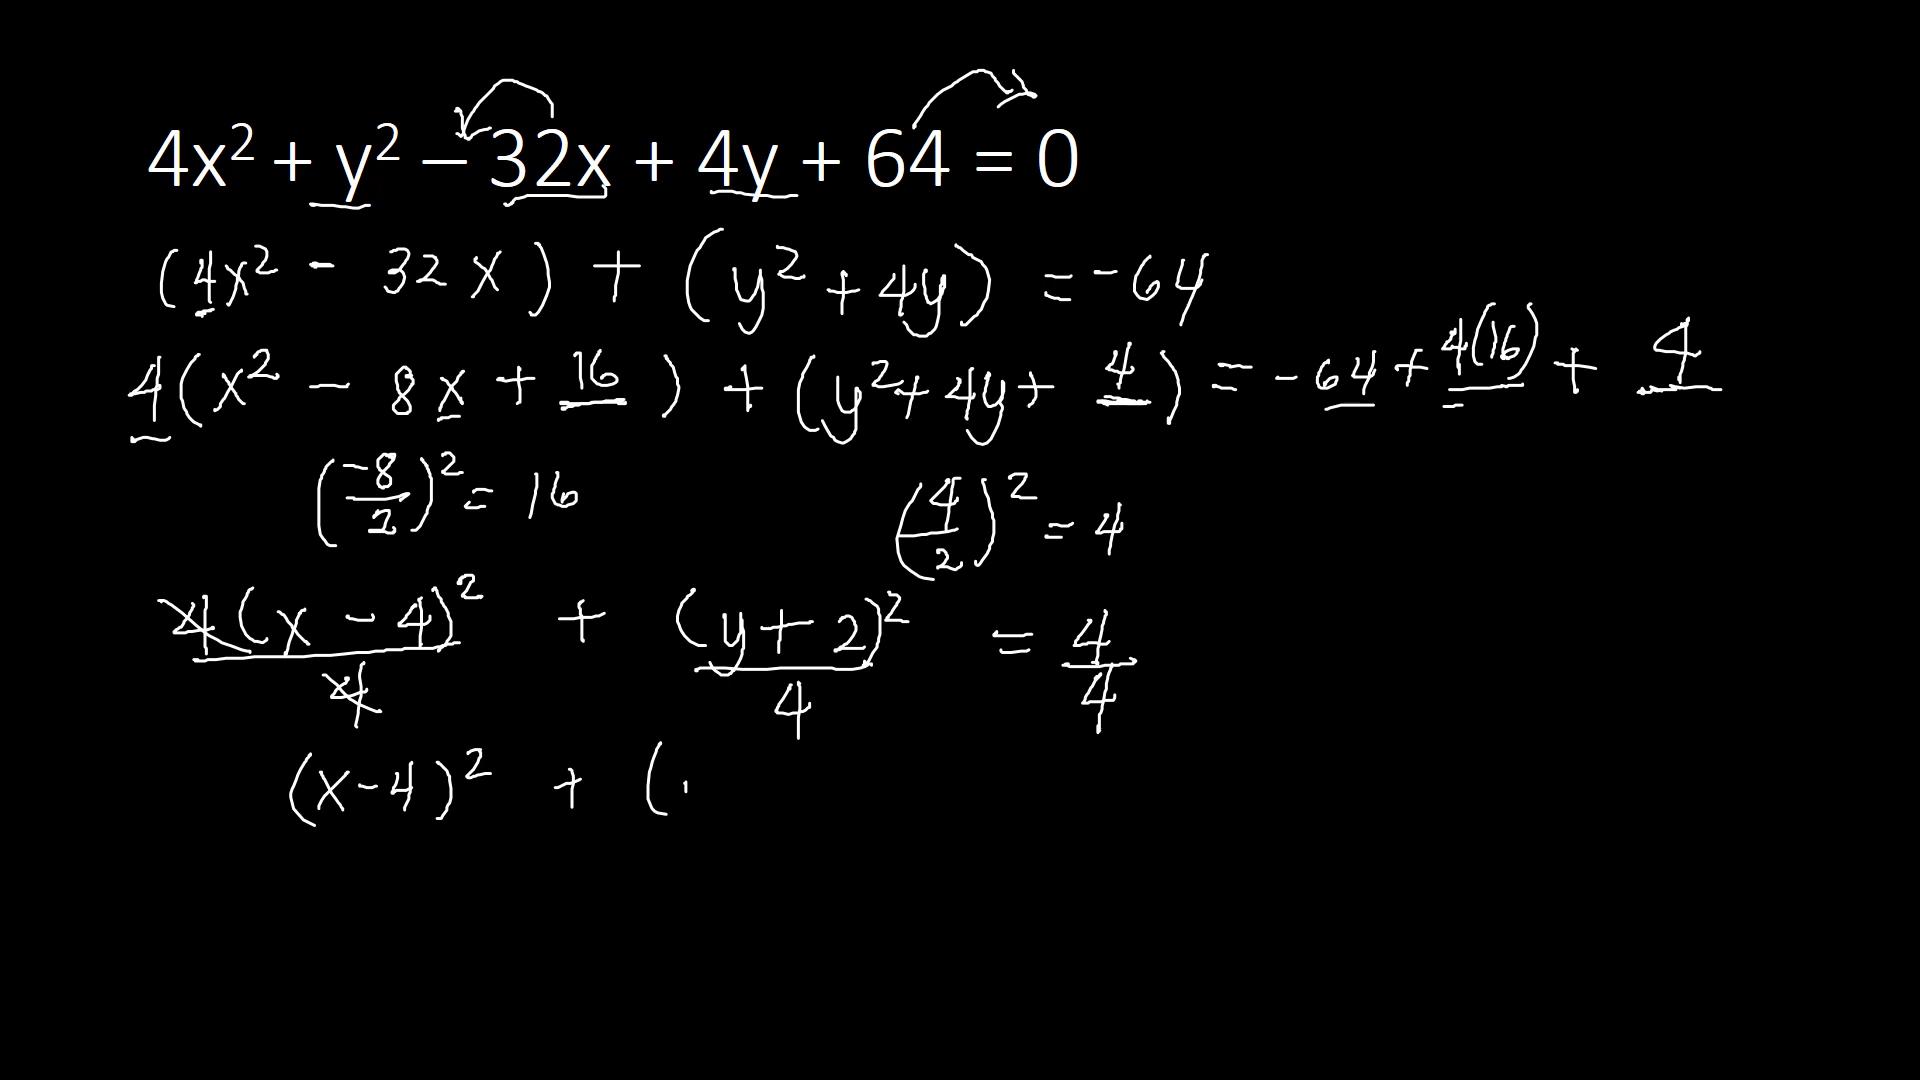 4x² + y² – 32x + 4y + 64 = 0
(4x² - 32x) + (y² + 4y) = -64
4(x² - 8x + 16) + (y² + 4y + 4) = -64 + 4(16) + 4
(-8/2)² = 16 (4/2)² = 4
4(x - 4)²/4 + (y + 2)²/4 = 4/4
(x - 4)² + (